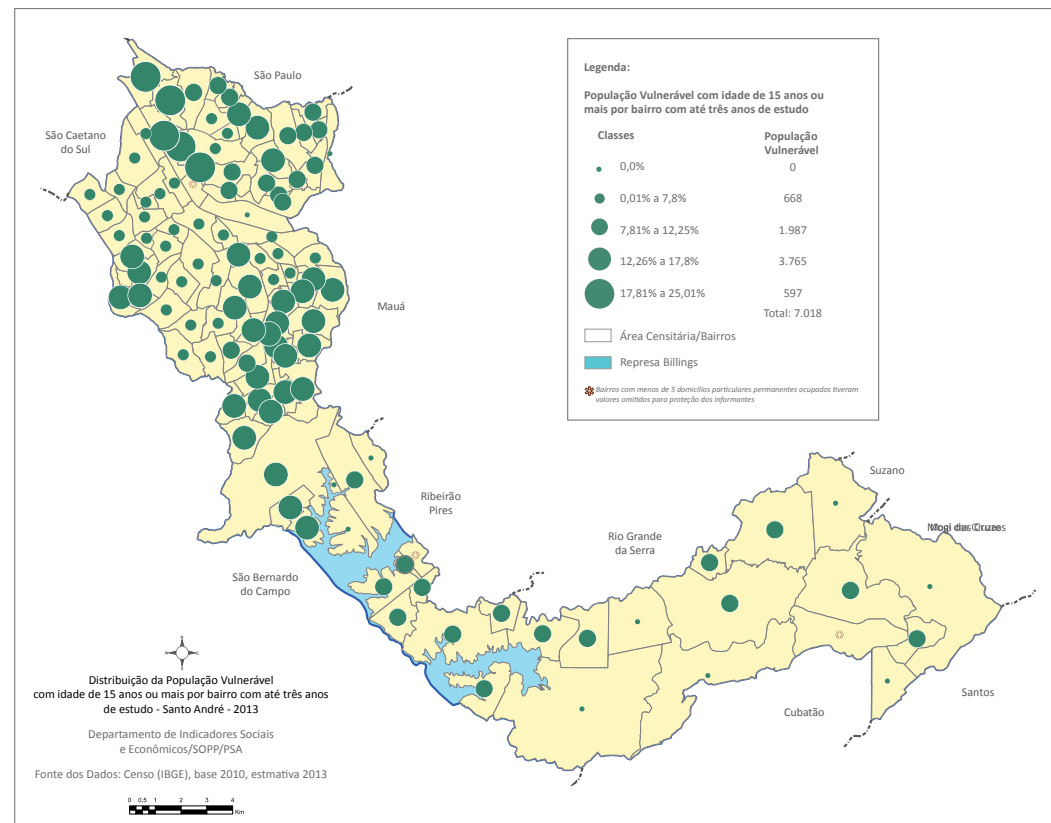 São Paulo
São Caetano
do Sul
Mauá
Ribeirão
Pires
São Bernardo
do Campo
Rio Grande
da Serra
Suzano
Mogi das Cruzes
Santos
Cubatão
Legenda:
População Vulnerável com idade de 15 anos ou
mais por bairro com até três anos de estudo
Classes População
Vulnerável
0,0% 0
0,01% a 7,8% 668
7,81% a 12,25% 1.987
12,26% a 17,8% 3.765
17,81% a 25,01% 597
Total: 7.018
Área Censitária/Bairros
Represa Billings
Bairros com menos de 5 domicílios particulares permanentes ocupados tiveram
valores omitidos para proteção dos informantes
N
W E
S
Distribuição da População Vulnerável
com idade de 15 anos ou mais por bairro com até três anos
de estudo - Santo André - 2013
Departamento de Indicadores Sociais
e Econômicos/SOPP/PSA
Fonte dos Dados: Censo (IBGE), base 2010, estmativa 2013
0 0,5 1 2 3 4
Km